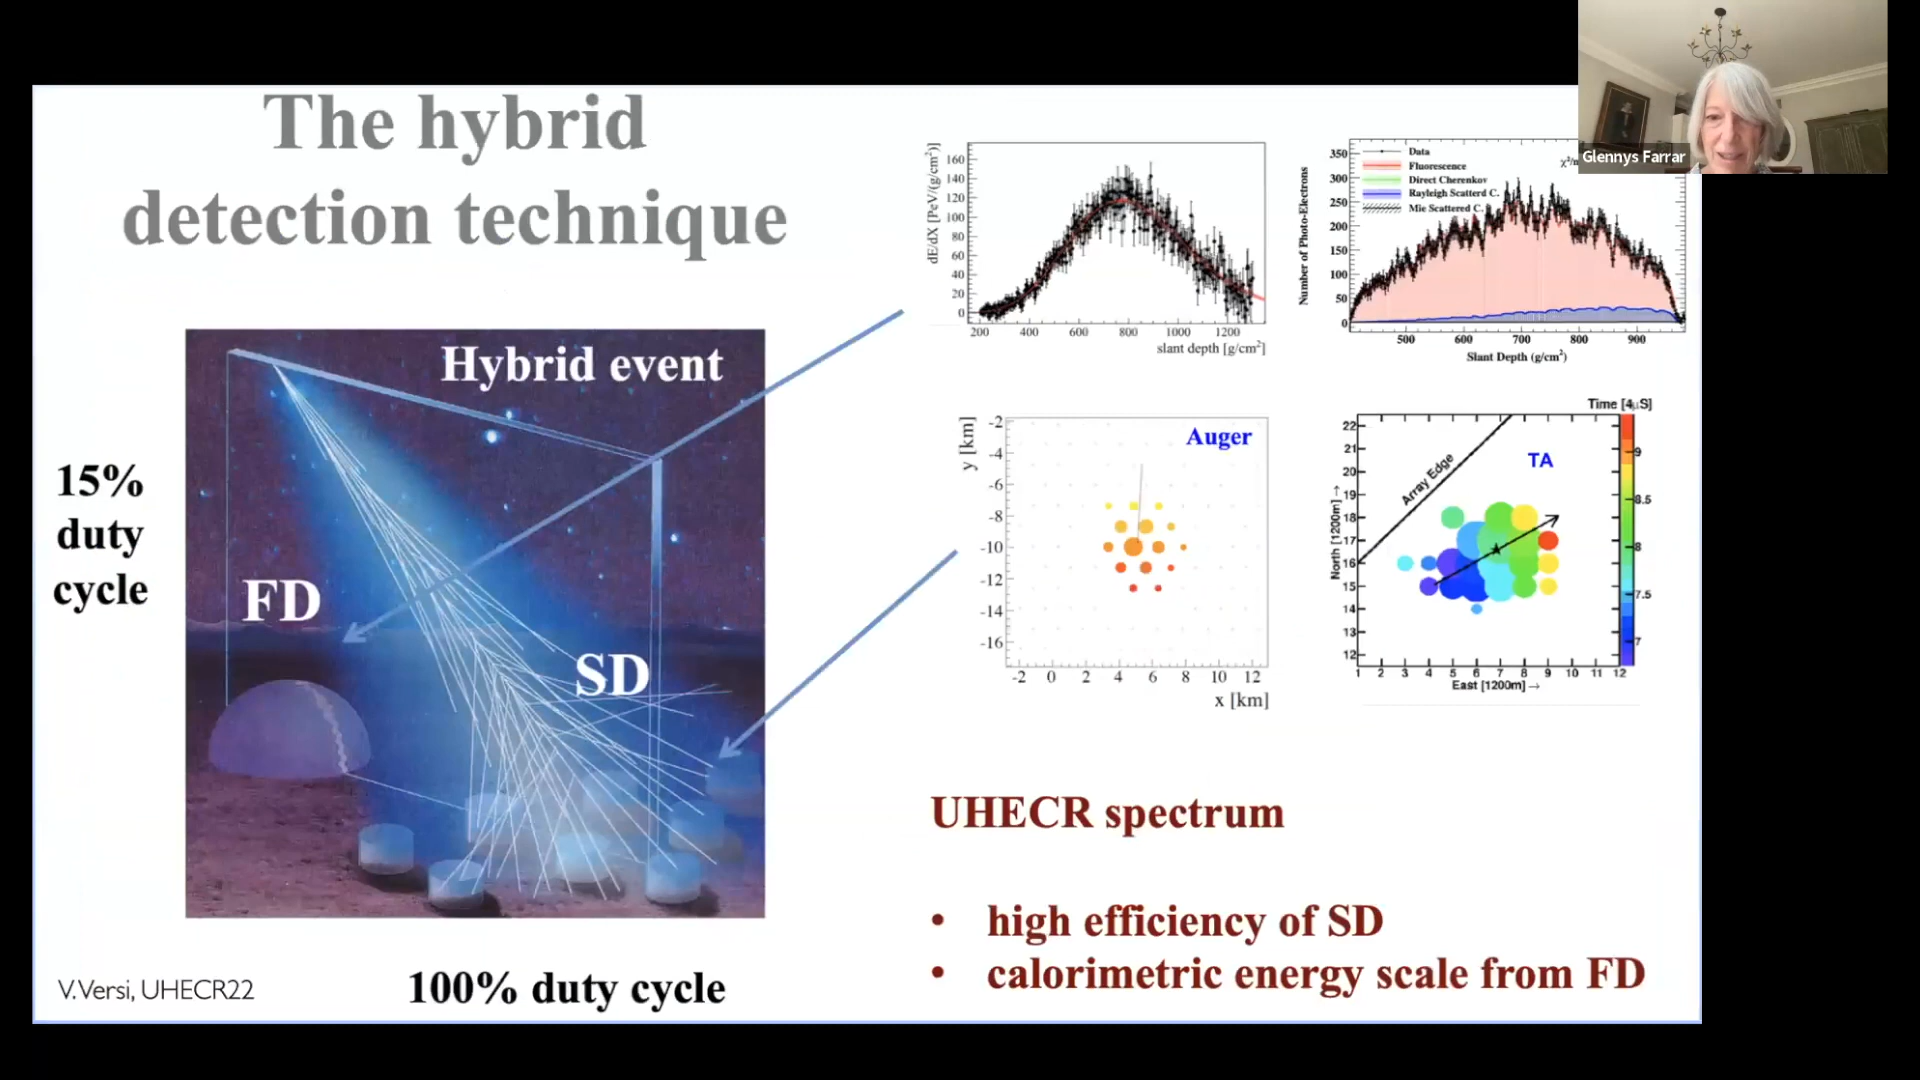 The hybrid
detection technique
Hybrid event
15%
duty
cycle
FD
SD
V.Versi, UHECR22
100% duty cycle
dE/dX [PeV/(g/cm²)]
160
140
120
100
80
60
40
20
0
200 400 600 800 1000 1200
slant depth [g/cm²]
Number of Photo-Electrons
350
300
250
200
150
100
50
0
Data
Fluorescence
Direct Cherenkov
Rayleigh Scatterd C.
Mie Scattered C.
500 600 700 800 900
Slant Depth (g/cm²)
Glennys Farrar
y [km]
-2
-4
-6
-8
-10
-12
-14
-16
Auger
-2 0 2 4 6 8 10 12
x [km]
Time [4μS]
TA
Array Edge
North [1200m] →
22
21
20
19
18
17
16
15
14
13
12
1 2 3 4 5 6 7 8 9 10 11 12
East [1200m] →
9
8.5
8
7.5
7
UHECR spectrum
• high efficiency of SD
• calorimetric energy scale from FD